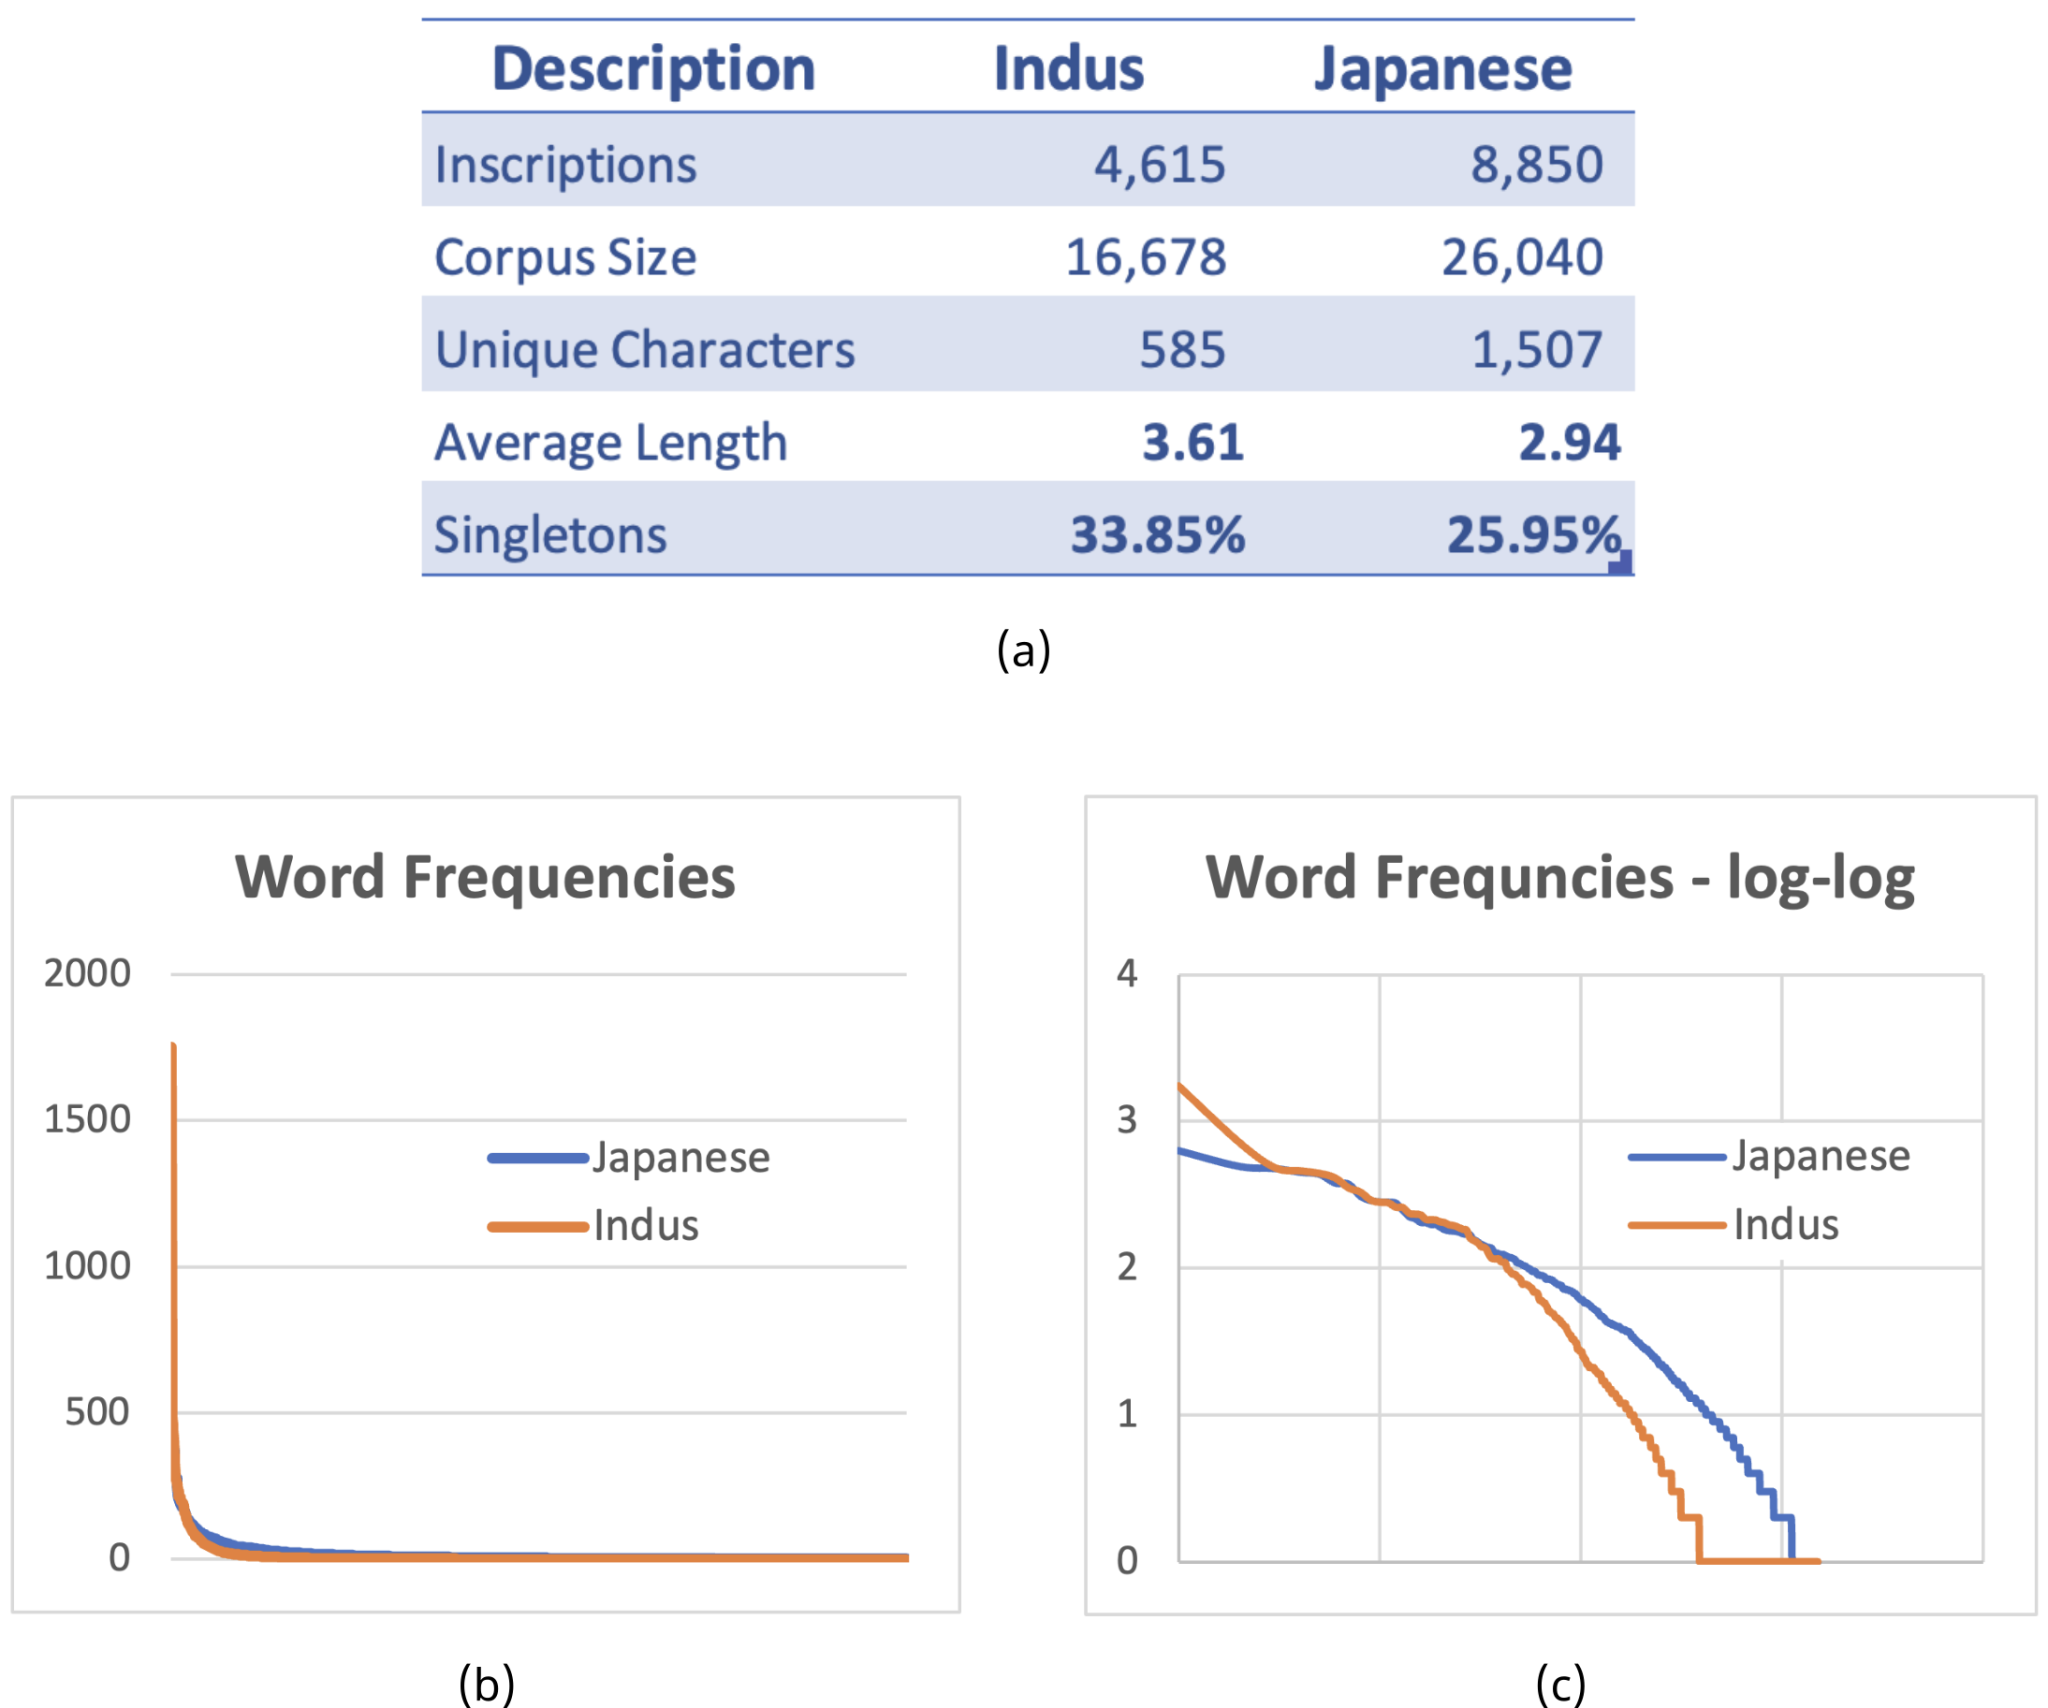 Description Indus Japanese
Inscriptions 4,615 8,850
Corpus Size 16,678 26,040
Unique Characters 585 1,507
Average Length 3.61 2.94
Singletons 33.85% 25.95%
(a)
Word Frequencies
2000
1500
1000
500
0
Japanese
Indus
(b)
Word Frequncies - log-log
4
3
2
1
0
Japanese
Indus
(c)